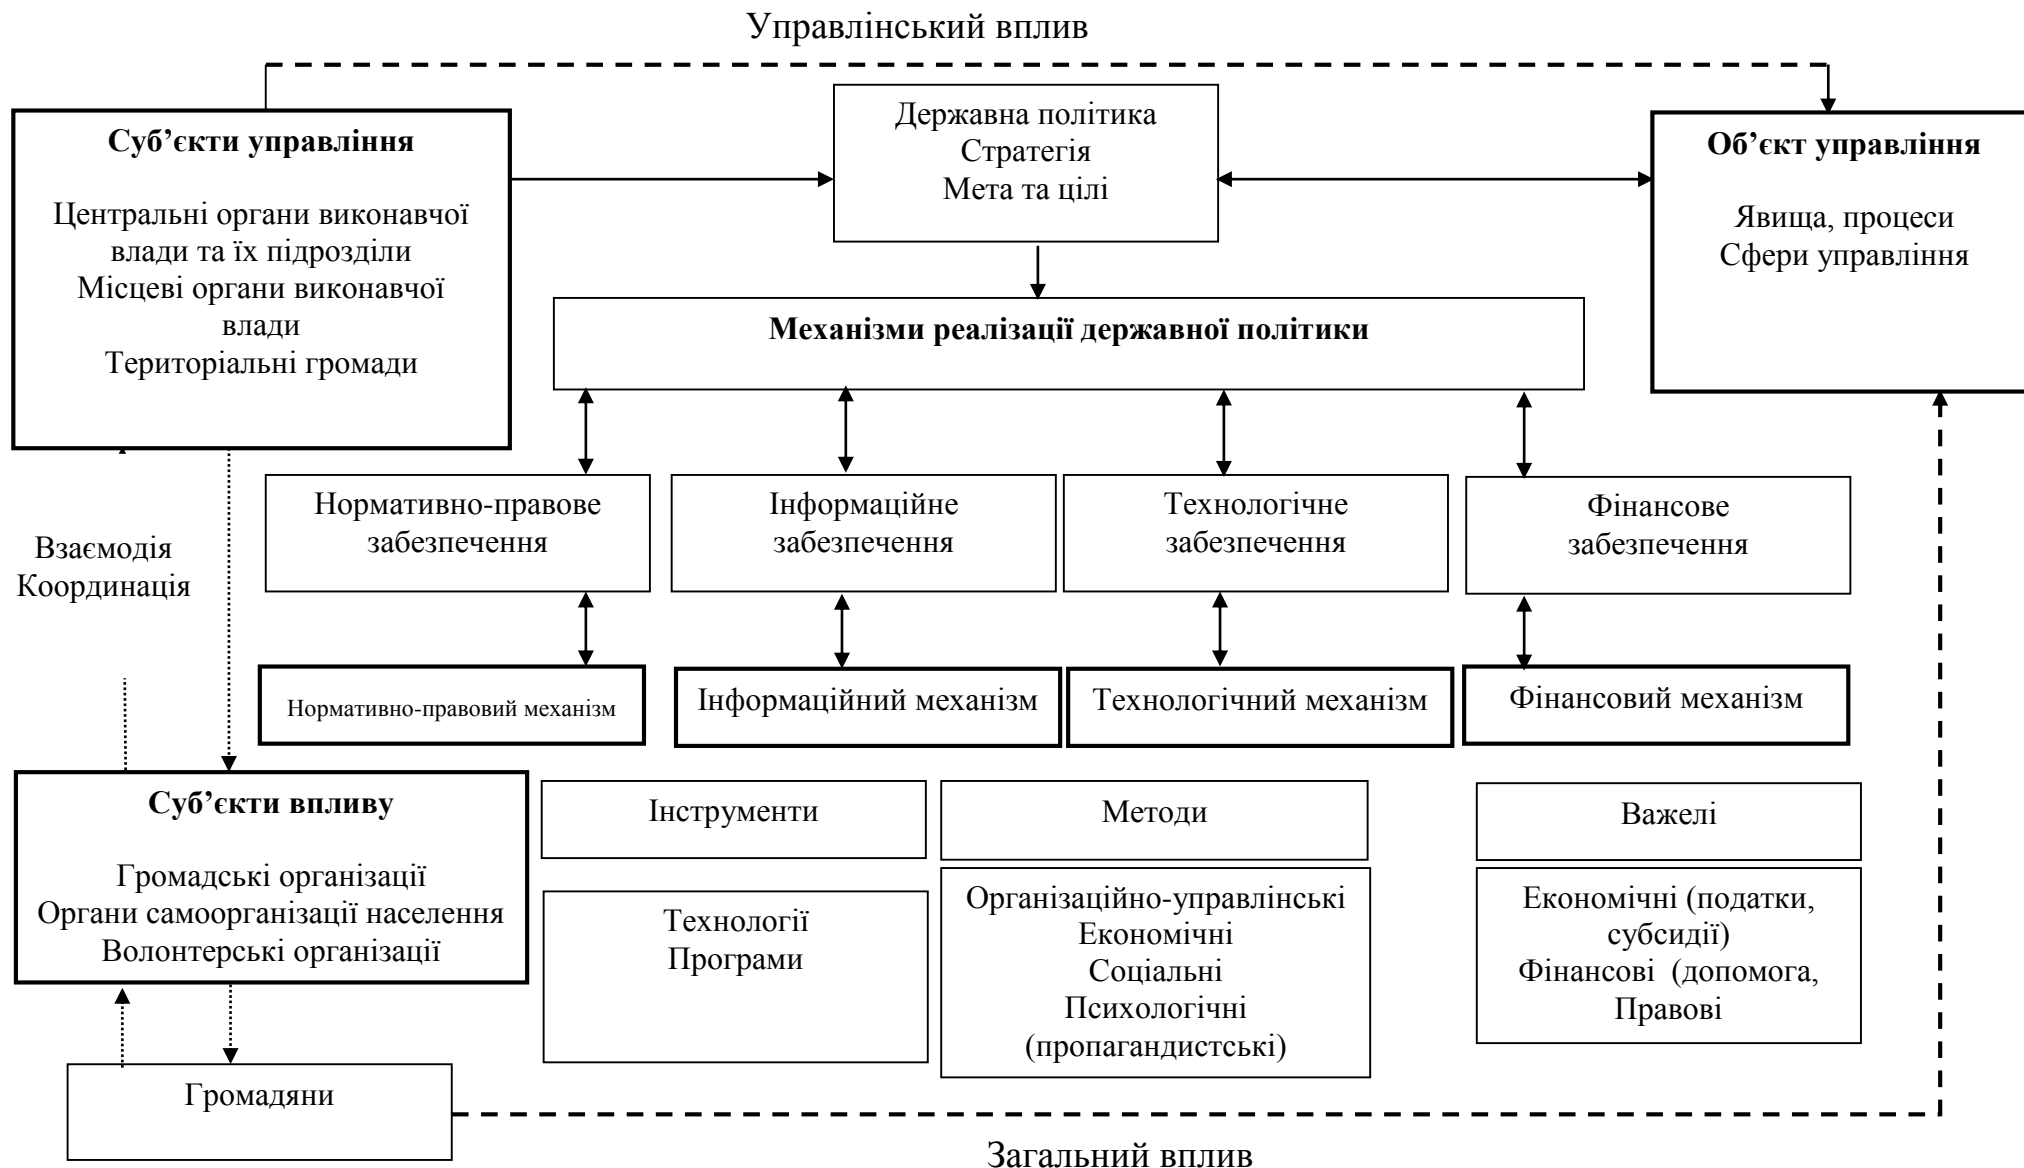 Управлінський вплив
Суб’єкти управління
Центральні органи виконавчої
влади та їх підрозділи
Місцеві органи виконавчої
влади
Територіальні громади
Державна політика
Стратегія
Мета та цілі
Об’єкт управління
Явища, процеси
Сфери управління
Механізми реалізації державної політики
Нормативно-правове
забезпечення
Інформаційне
забезпечення
Технологічне
забезпечення
Фінансове
забезпечення
Взаємодія
Координація
Нормативно-правовий механізм
Інформаційний механізм
Технологічний механізм
Фінансовий механізм
Суб’єкти впливу
Громадські організації
Органи самоорганізації населення
Волонтерські організації
Інструменти
Методи
Важелі
Технології
Програми
Організаційно-управлінські
Економічні
Соціальні
Психологічні
(пропагандистські)
Економічні (податки,
субсидії)
Фінансові (допомога,
Правові
Громадяни
Загальний вплив